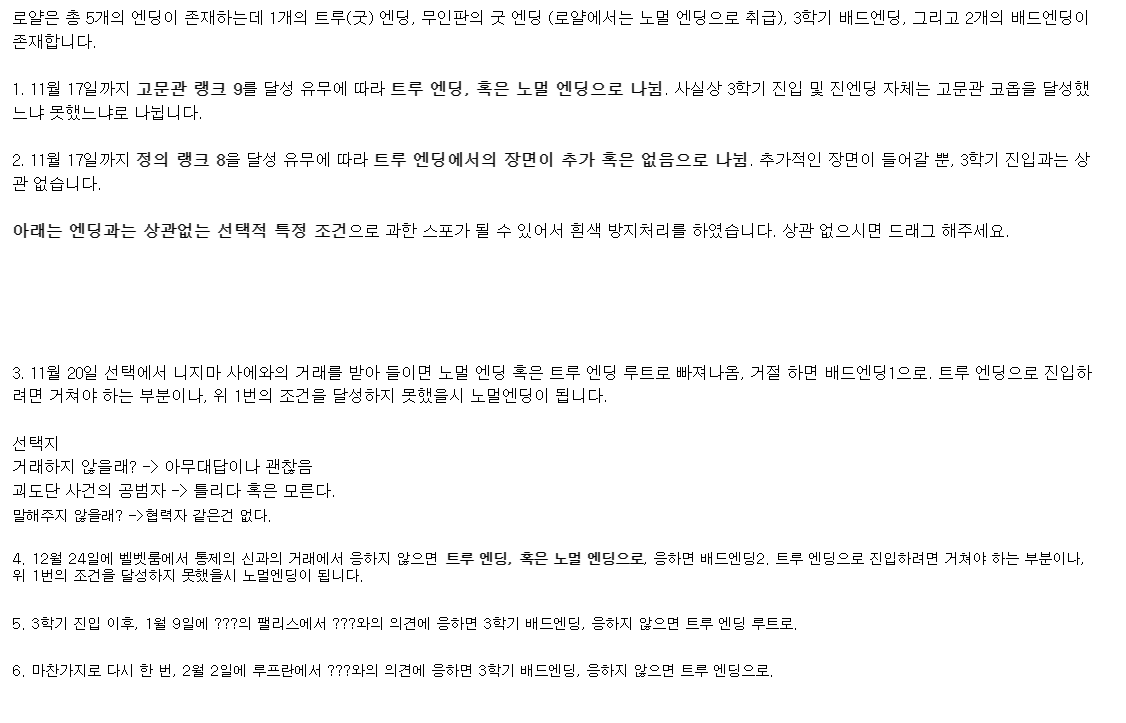 로얄은 총 5개의 엔딩이 존재하는데 1개의 트루(굿) 엔딩, 무인판의 굿 엔딩 (로얄에서는 노멀 엔딩으로 취급), 3학기 배드엔딩, 그리고 2개의 배드엔딩이
존재합니다.
1. 11월 17일까지 고문관 랭크 9를 달성 유무에 따라 트루 엔딩, 혹은 노멀 엔딩으로 나뉨. 사실상 3학기 진입 및 진엔딩 자체는 고문관 코옵을 달성했
느냐 못했느냐로 나뉩니다.
2. 11월 17일까지 정의 랭크 8을 달성 유무에 따라 트루 엔딩에서의 장면이 추가 혹은 없음으로 나뉨. 추가적인 장면이 들어갈 뿐, 3학기 진입과는 상
관 없습니다.
아래는 엔딩과는 상관없는 선택적 특정 조건으로 과한 스포가 될 수 있어서 흰색 방지처리를 하였습니다. 상관 없으시면 드래그 해주세요.
3. 11월 20일 선택에서 니지마 사에와의 거래를 받아 들이면 노멀 엔딩 혹은 트루 엔딩 루트로 빠져나옴, 거절 하면 배드엔딩1으로. 트루 엔딩으로 진입하
려면 거쳐야 하는 부분이나, 위 1번의 조건을 달성하지 못했을시 노멀엔딩이 됩니다.
선택지
거래하지 않을래? -> 아무대답이나 괜찮음
괴도단 사건의 공범자 -> 틀리다 혹은 모른다.
말해주지 않을래? ->협력자 같은건 없다.
4. 12월 24일에 벨벳룸에서 통제의 신과의 거래에서 응하지 않으면 트루 엔딩, 혹은 노멀 엔딩으로, 응하면 배드엔딩2. 트루 엔딩으로 진입하려면 거쳐야 하는 부분이나,
위 1번의 조건을 달성하지 못했을시 노멀엔딩이 됩니다.
5. 3학기 진입 이후, 1월 9일에 ???의 팰리스에서 ???와의 의견에 응하면 3학기 배드엔딩, 응하지 않으면 트루 엔딩 루트로.
6. 마찬가지로 다시 한 번, 2월 2일에 루프란에서 ???와의 의견에 응하면 3학기 배드엔딩, 응하지 않으면 트루 엔딩으로.